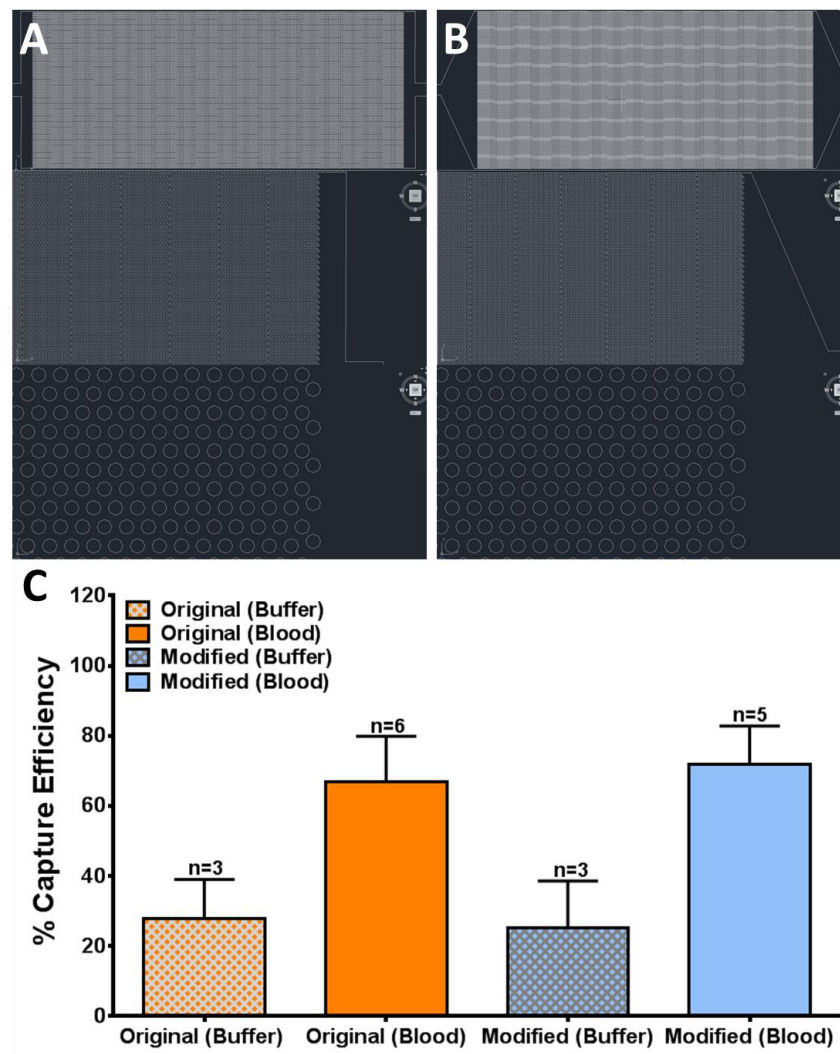 A
B
C
% Capture Efficiency
120
100
80
60
40
20
0
Original (Buffer)
Original (Blood)
Modified (Buffer)
Modified (Blood)
n=3
n=6
n=3
n=5
Original (Buffer) Original (Blood) Modified (Buffer) Modified (Blood)